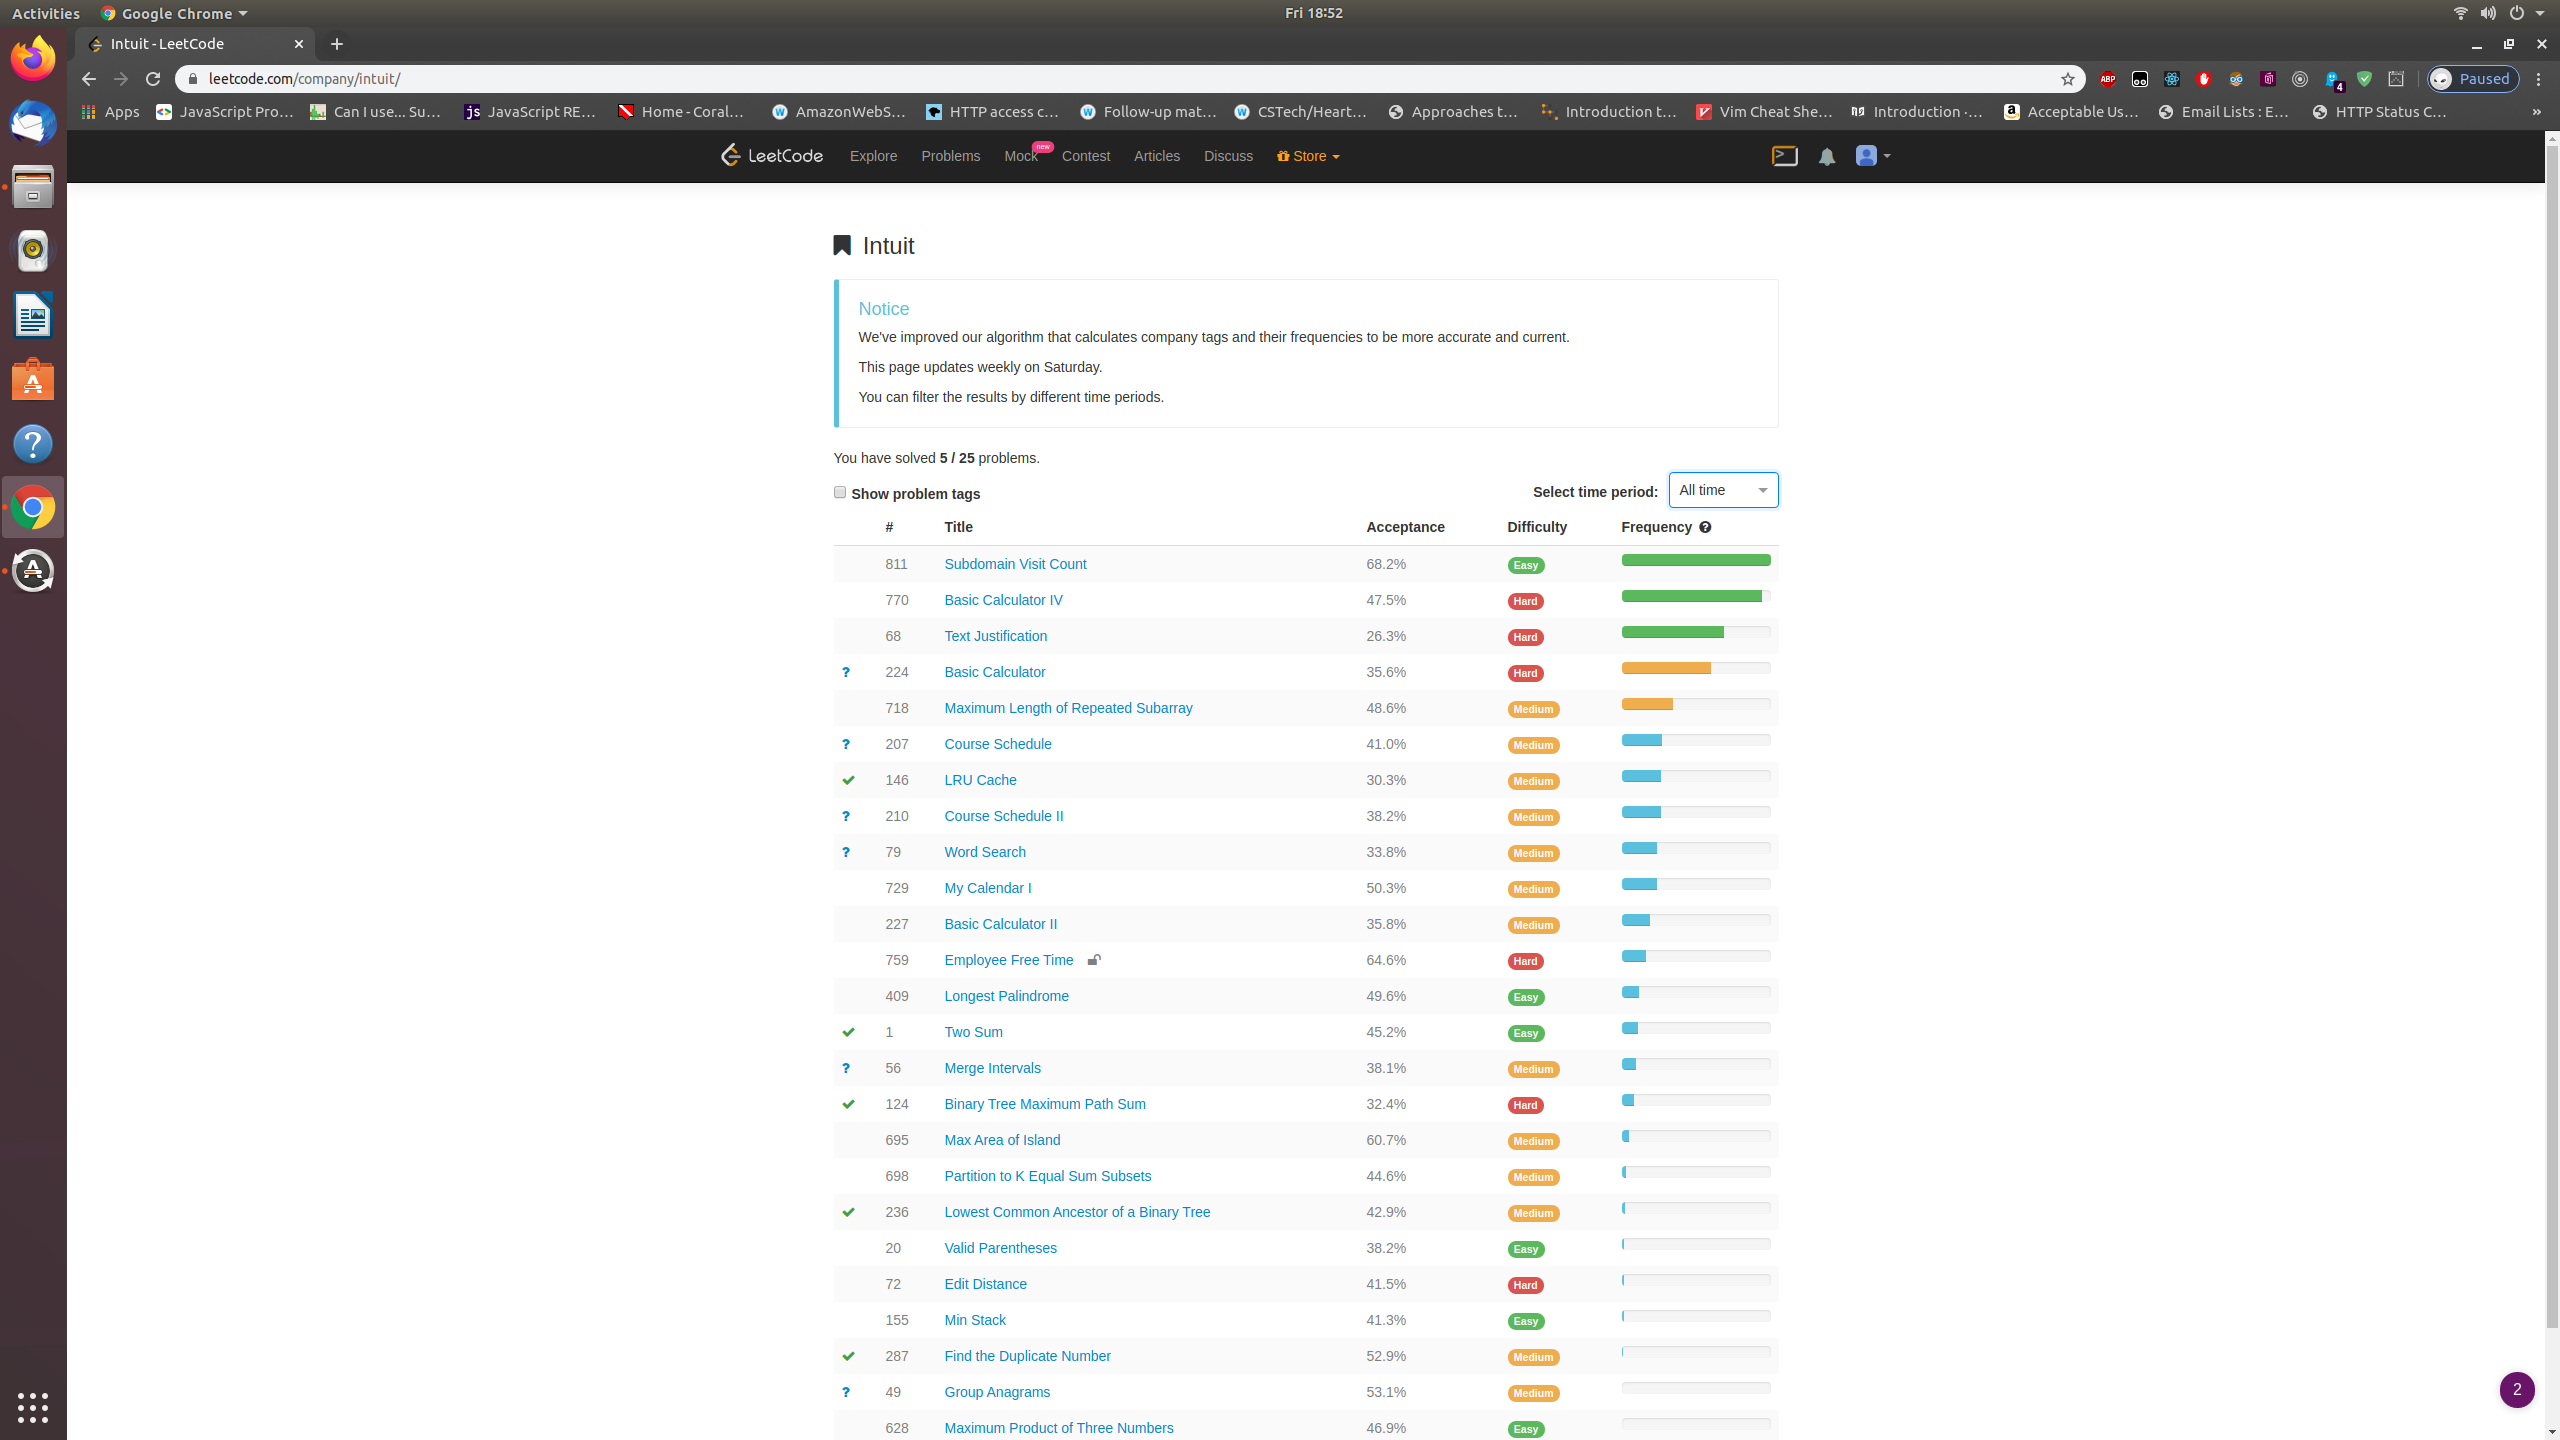 Activities Google Chrome Fri 18:52
Intuit - LeetCode
leetcode.com/company/intuit/ ABP 4 Paused
Apps JavaScript Pro… Can I use... Su… js JavaScript RE… Home - Coral… AmazonWebS… HTTP access c… Follow-up mat… CSTech/Heart… Approaches t… Introduction t… Vim Cheat She… Introduction ·… Acceptable Us… Email Lists : E… HTTP Status C… »
LeetCode Explore Problems Mock new Contest Articles Discuss Store
Intuit
Notice
We've improved our algorithm that calculates company tags and their frequencies to be more accurate and current.
This page updates weekly on Saturday.
You can filter the results by different time periods.
You have solved 5 / 25 problems.
Show problem tags Select time period: All time
# Title Acceptance Difficulty Frequency ?
811 Subdomain Visit Count 68.2% Easy
770 Basic Calculator IV 47.5% Hard
68 Text Justification 26.3% Hard
? 224 Basic Calculator 35.6% Hard
718 Maximum Length of Repeated Subarray 48.6% Medium
? 207 Course Schedule 41.0% Medium
146 LRU Cache 30.3% Medium
? 210 Course Schedule II 38.2% Medium
? 79 Word Search 33.8% Medium
729 My Calendar I 50.3% Medium
227 Basic Calculator II 35.8% Medium
759 Employee Free Time 64.6% Hard
409 Longest Palindrome 49.6% Easy
1 Two Sum 45.2% Easy
? 56 Merge Intervals 38.1% Medium
124 Binary Tree Maximum Path Sum 32.4% Hard
695 Max Area of Island 60.7% Medium
698 Partition to K Equal Sum Subsets 44.6% Medium
236 Lowest Common Ancestor of a Binary Tree 42.9% Medium
20 Valid Parentheses 38.2% Easy
72 Edit Distance 41.5% Hard
155 Min Stack 41.3% Easy
287 Find the Duplicate Number 52.9% Medium
? 49 Group Anagrams 53.1% Medium
628 Maximum Product of Three Numbers 46.9% Easy
2